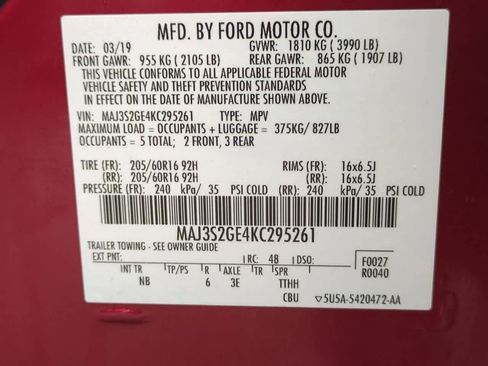 MFD. BY FORD MOTOR CO.
DATE: 03/19 GVWR: 1810 KG ( 3990 LB)
FRONT GAWR: 955 KG ( 2105 LB) REAR GAWR: 865 KG ( 1907 LB)
THIS VEHICLE CONFORMS TO ALL APPLICABLE FEDERAL MOTOR
VEHICLE SAFETY AND THEFT PREVENTION STANDARDS
IN EFFECT ON THE DATE OF MANUFACTURE SHOWN ABOVE.
VIN: MAJ3S2GE4KC295261 TYPE: MPV
MAXIMUM LOAD = OCCUPANTS + LUGGAGE = 375KG/ 827LB
OCCUPANTS = 5 TOTAL; 2 FRONT, 3 REAR
TIRE (FR): 205/60R16 92H RIMS (FR): 16x6.5J
(RR): 205/60R16 92H (RR): 16x6.5J
PRESSURE (FR): 240 kPa/ 35 PSI COLD (RR): 240 kPa/ 35 PSI COLD
MAJ3S2GE4KC295261
TRAILER TOWING - SEE OWNER GUIDE
EXT PNT: RC: 48 DSO: F0027
R0040
INT TR TP/PS R AXLE TR SPR
NB 6 3E TTHH
CBU ▽5U5A-5420472-AA